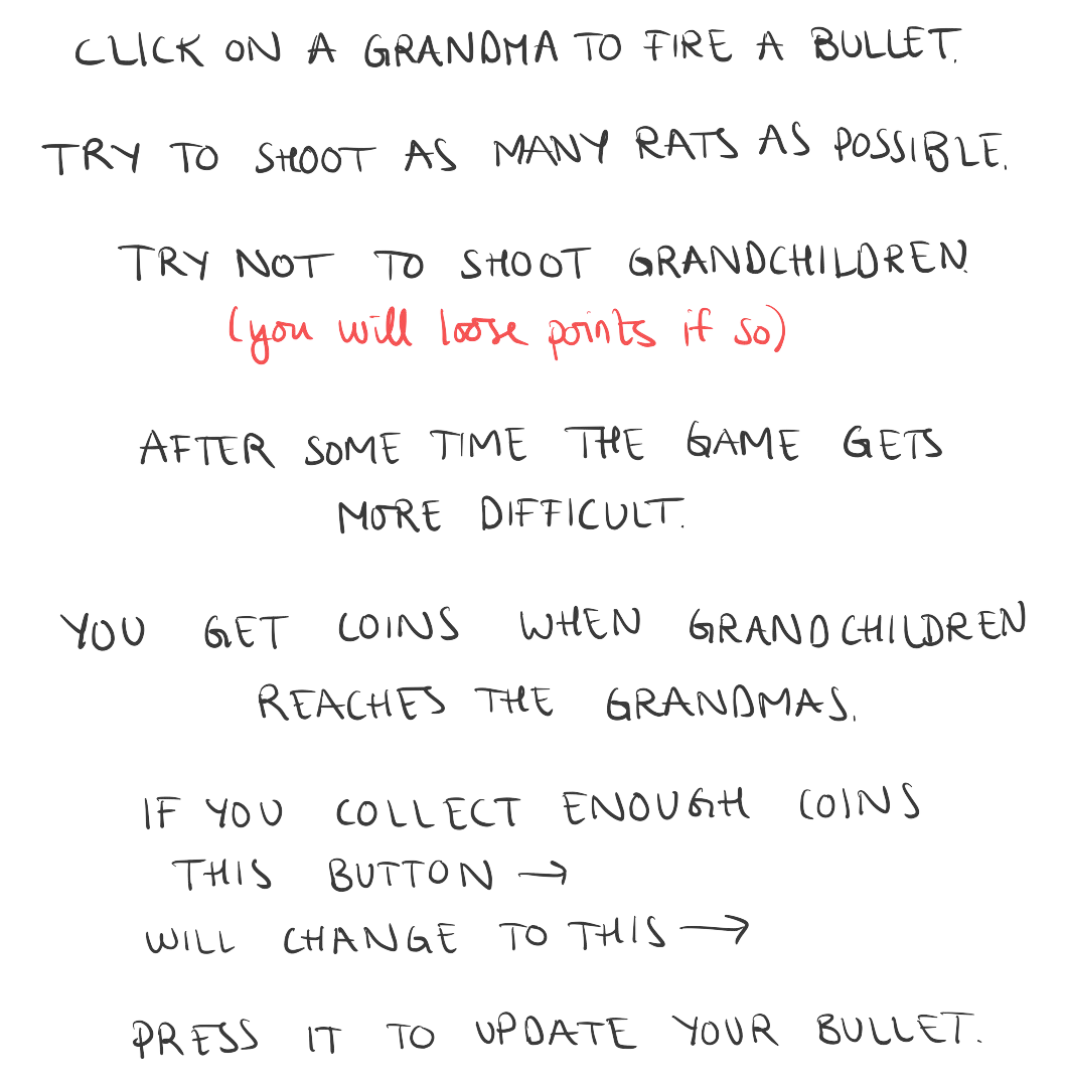 CLICK ON A GRANDMA TO FIRE A BULLET.
TRY TO SHOOT AS MANY RATS AS POSSIBLE.
TRY NOT TO SHOOT GRANDCHILDREN.
(you will loose points if so)
AFTER SOME TIME THE GAME GETS
MORE DIFFICULT.
YOU GET COINS WHEN GRANDCHILDREN
REACHES THE GRANDMAS.
IF YOU COLLECT ENOUGH COINS
THIS BUTTON →
WILL CHANGE TO THIS →
PRESS IT TO UPDATE YOUR BULLET.